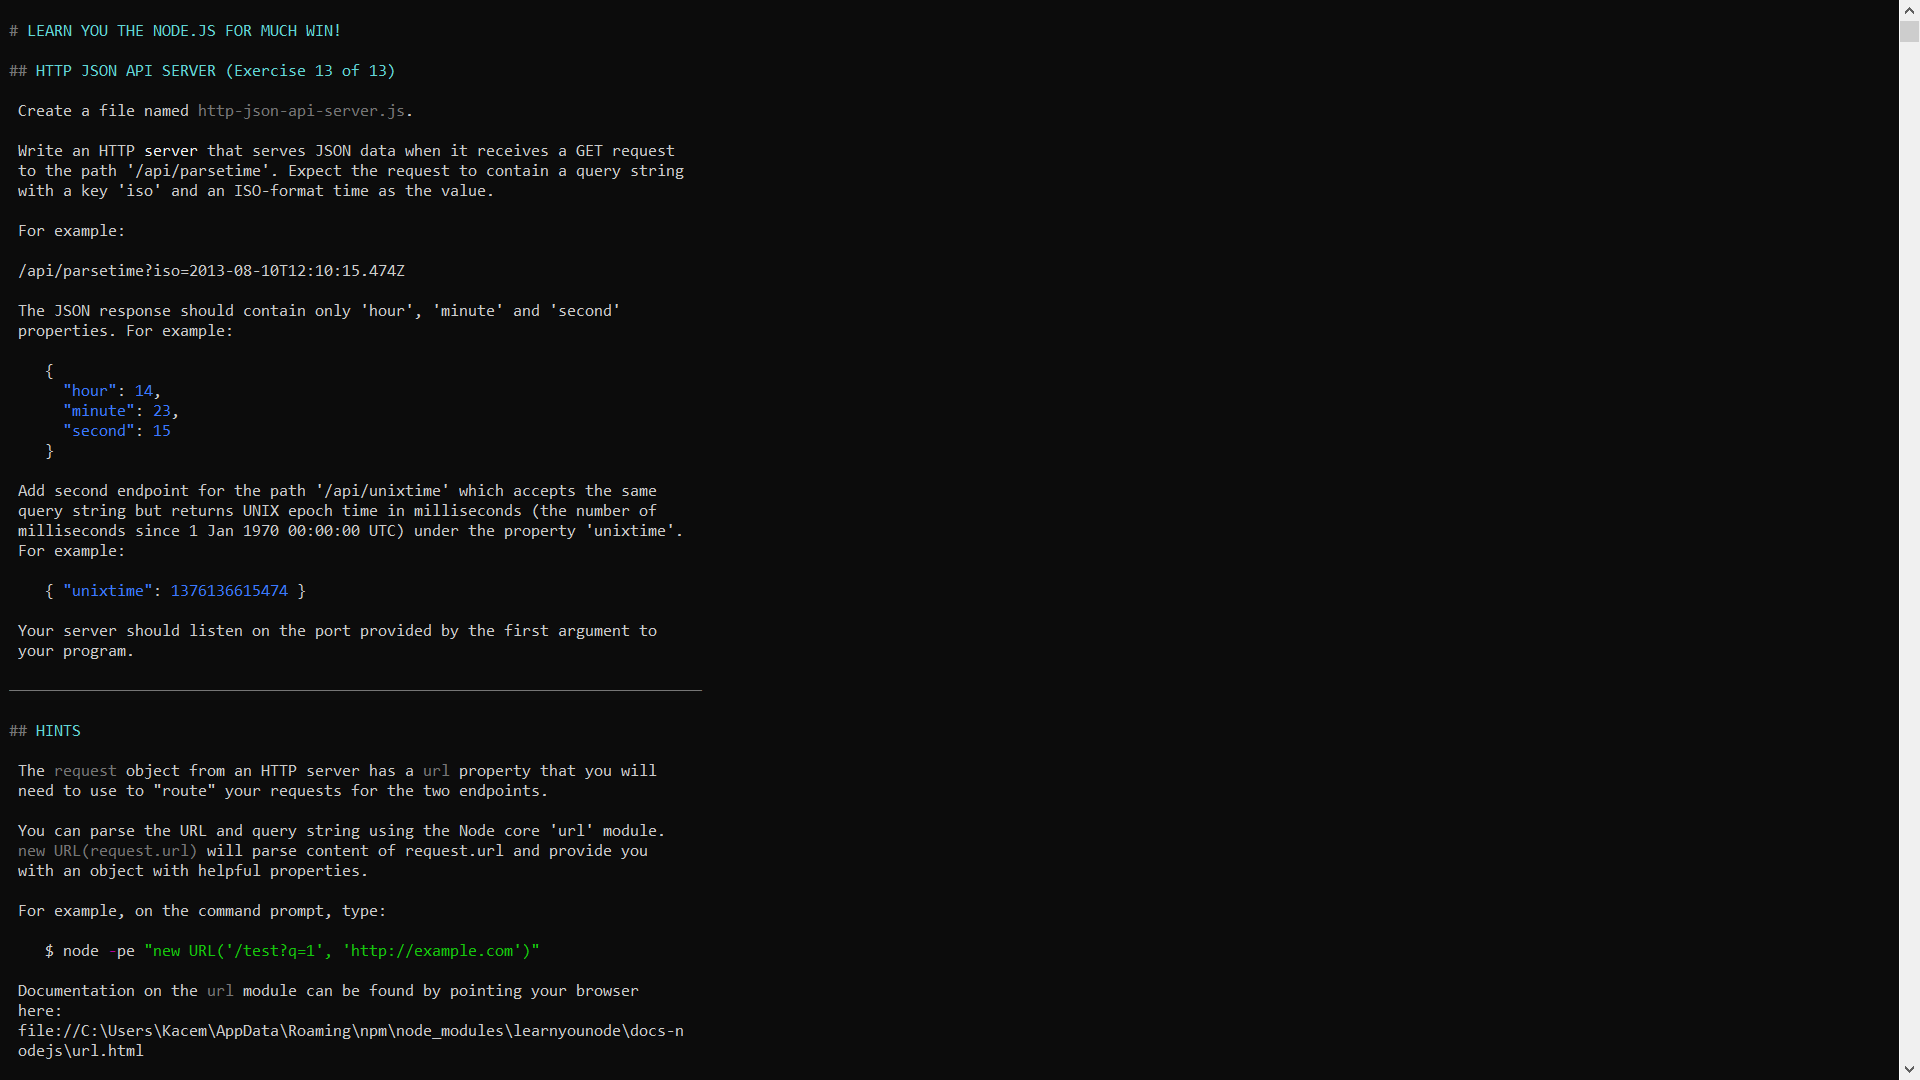 # LEARN YOU THE NODE.JS FOR MUCH WIN!
## HTTP JSON API SERVER (Exercise 13 of 13)
Create a file named http-json-api-server.js.
Write an HTTP server that serves JSON data when it receives a GET request
to the path '/api/parsetime'. Expect the request to contain a query string
with a key 'iso' and an ISO-format time as the value.
For example:
/api/parsetime?iso=2013-08-10T12:10:15.474Z
The JSON response should contain only 'hour', 'minute' and 'second'
properties. For example:
{
"hour": 14,
"minute": 23,
"second": 15
}
Add second endpoint for the path '/api/unixtime' which accepts the same
query string but returns UNIX epoch time in milliseconds (the number of
milliseconds since 1 Jan 1970 00:00:00 UTC) under the property 'unixtime'.
For example:
{ "unixtime": 1376136615474 }
Your server should listen on the port provided by the first argument to
your program.
## HINTS
The request object from an HTTP server has a url property that you will
need to use to "route" your requests for the two endpoints.
You can parse the URL and query string using the Node core 'url' module.
new URL(request.url) will parse content of request.url and provide you
with an object with helpful properties.
For example, on the command prompt, type:
$ node -pe "new URL('/test?q=1', 'http://example.com')"
Documentation on the url module can be found by pointing your browser
here:
file://C:\Users\Kacem\AppData\Roaming\npm\node_modules\learnyounode\docs-n
odejs\url.html